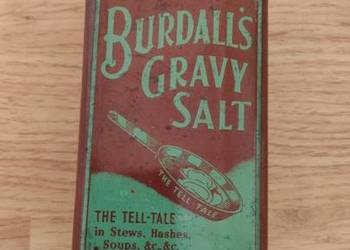 BURDALL'S
GRAVY
SALT
THE TELL-TALE
THE TELL-TALE
in Stews, Hashes,
Soups, &c. &c.